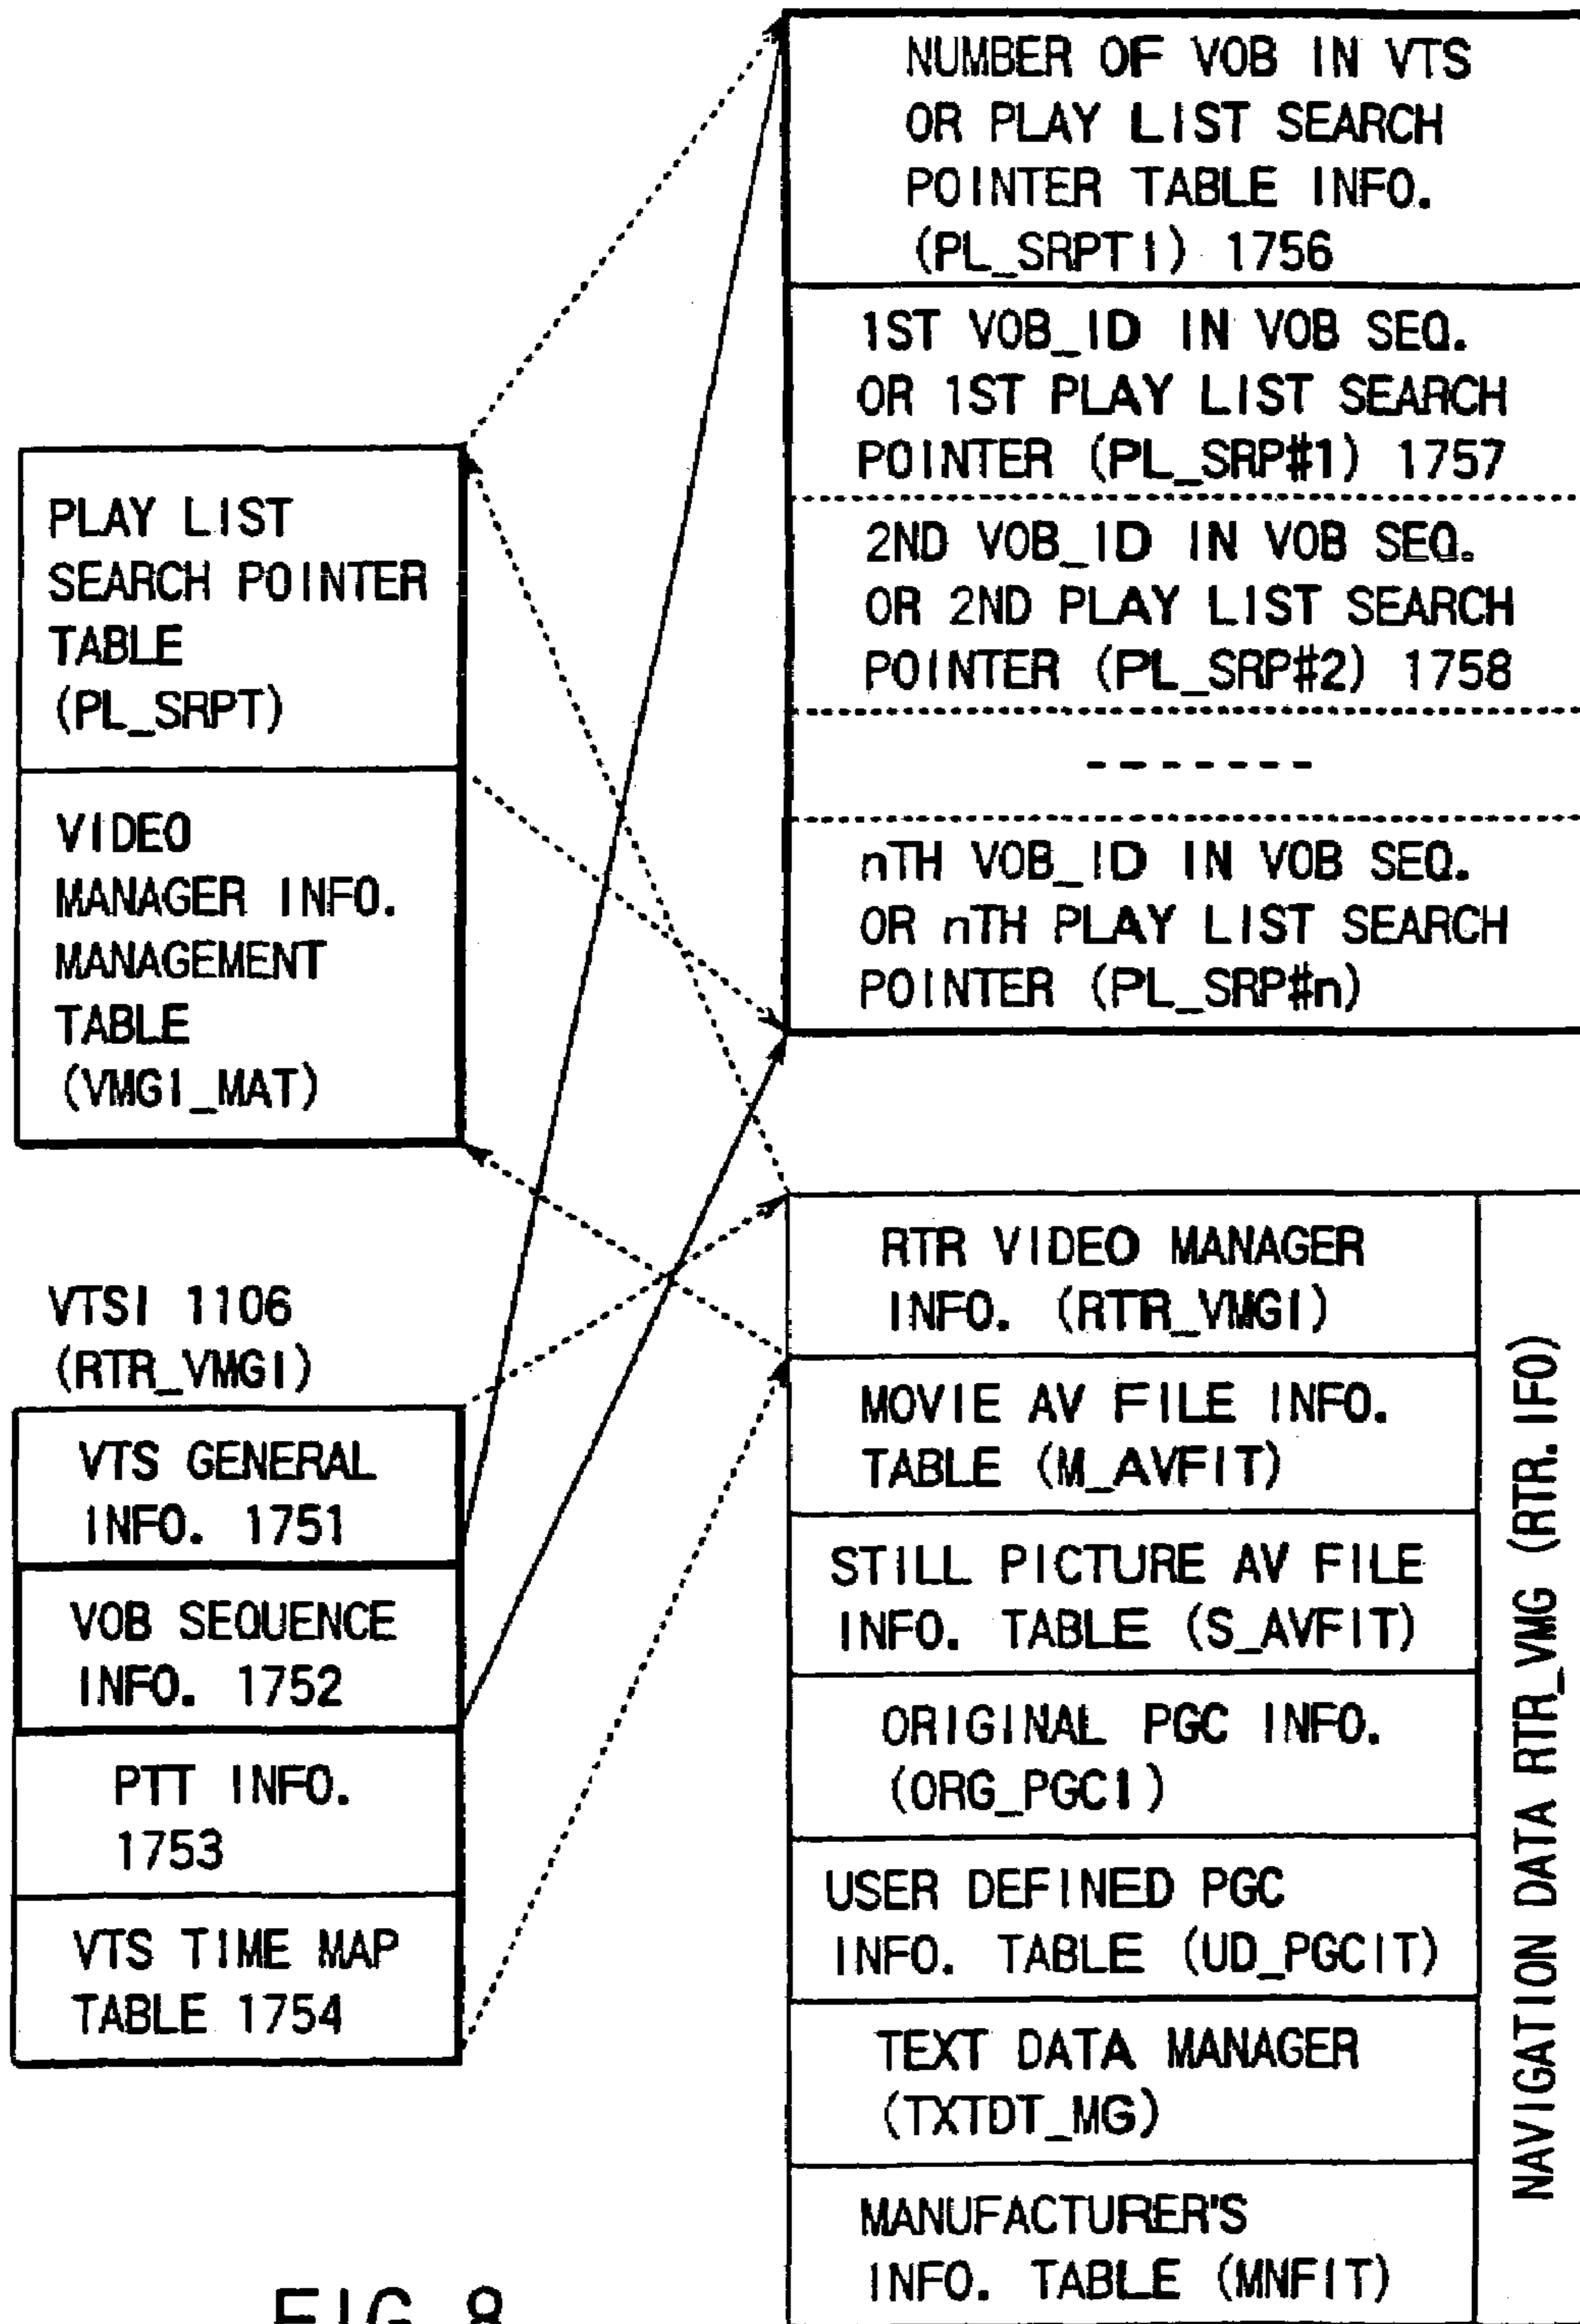 PLAY LIST
SEARCH POINTER
TABLE
(PL_SRPT)
VIDEO
MANAGER INFO.
MANAGEMENT
TABLE
(VMGI_MAT)
VTSI 1106
(RTR_VMGI)
VTS GENERAL
INFO. 1751
VOB SEQUENCE
INFO. 1752
PTT INFO.
1753
VTS TIME MAP
TABLE 1754
NUMBER OF VOB IN VTS
OR PLAY LIST SEARCH
POINTER TABLE INFO.
(PL_SRPTI) 1756
1ST VOB_ID IN VOB SEQ.
OR 1ST PLAY LIST SEARCH
POINTER (PL_SRP#1) 1757
2ND VOB_ID IN VOB SEQ.
OR 2ND PLAY LIST SEARCH
POINTER (PL_SRP#2) 1758
-------
nTH VOB_ID IN VOB SEQ.
OR nTH PLAY LIST SEARCH
POINTER (PL_SRP#n)
RTR VIDEO MANAGER
INFO. (RTR_VMGI)
MOVIE AV FILE INFO.
TABLE (M_AVFIT)
STILL PICTURE AV FILE
INFO. TABLE (S_AVFIT)
ORIGINAL PGC INFO.
(ORG_PGCI)
USER DEFINED PGC
INFO. TABLE (UD_PGCIT)
TEXT DATA MANAGER
(TXTDT_MG)
MANUFACTURER'S
INFO. TABLE (MNFIT)
NAVIGATION DATA RTR_VMG (RTR.IFO)
FIG. 8